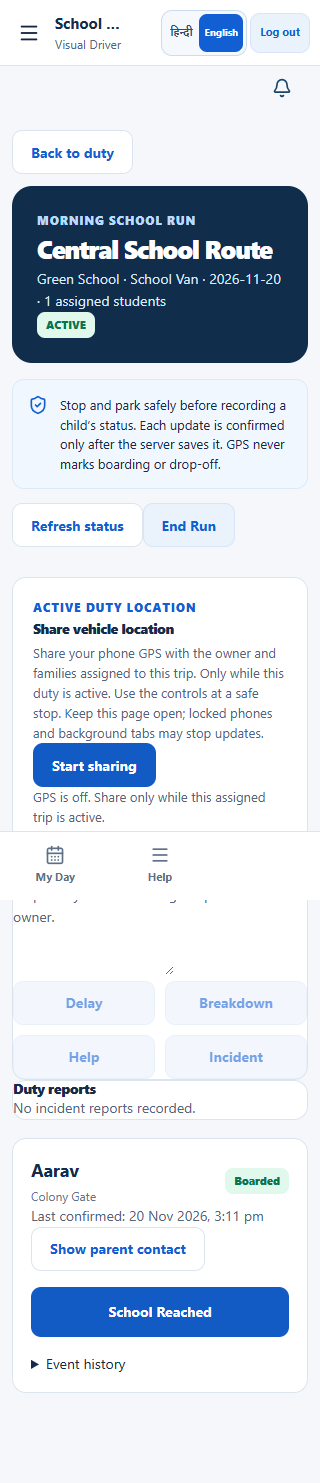 School ...
Visual Driver
हिन्दी
English
Log out
Back to duty
MORNING SCHOOL RUN
Central School Route
Green School · School Van · 2026-11-20
· 1 assigned students
ACTIVE
Stop and park safely before recording a
child's status. Each update is confirmed
only after the server saves it. GPS never
marks boarding or drop-off.
Refresh status
End Run
ACTIVE DUTY LOCATION
Share vehicle location
Share your phone GPS with the owner and
families assigned to this trip. Only while this
duty is active. Use the controls at a safe
stop. Keep this page open; locked phones
and background tabs may stop updates.
Start sharing
GPS is off. Share only while this assigned
trip is active.
My Day
Help
owner.
Delay
Breakdown
Help
Incident
Duty reports
No incident reports recorded.
Aarav
Boarded
Colony Gate
Last confirmed: 20 Nov 2026, 3:11 pm
Show parent contact
School Reached
Event history